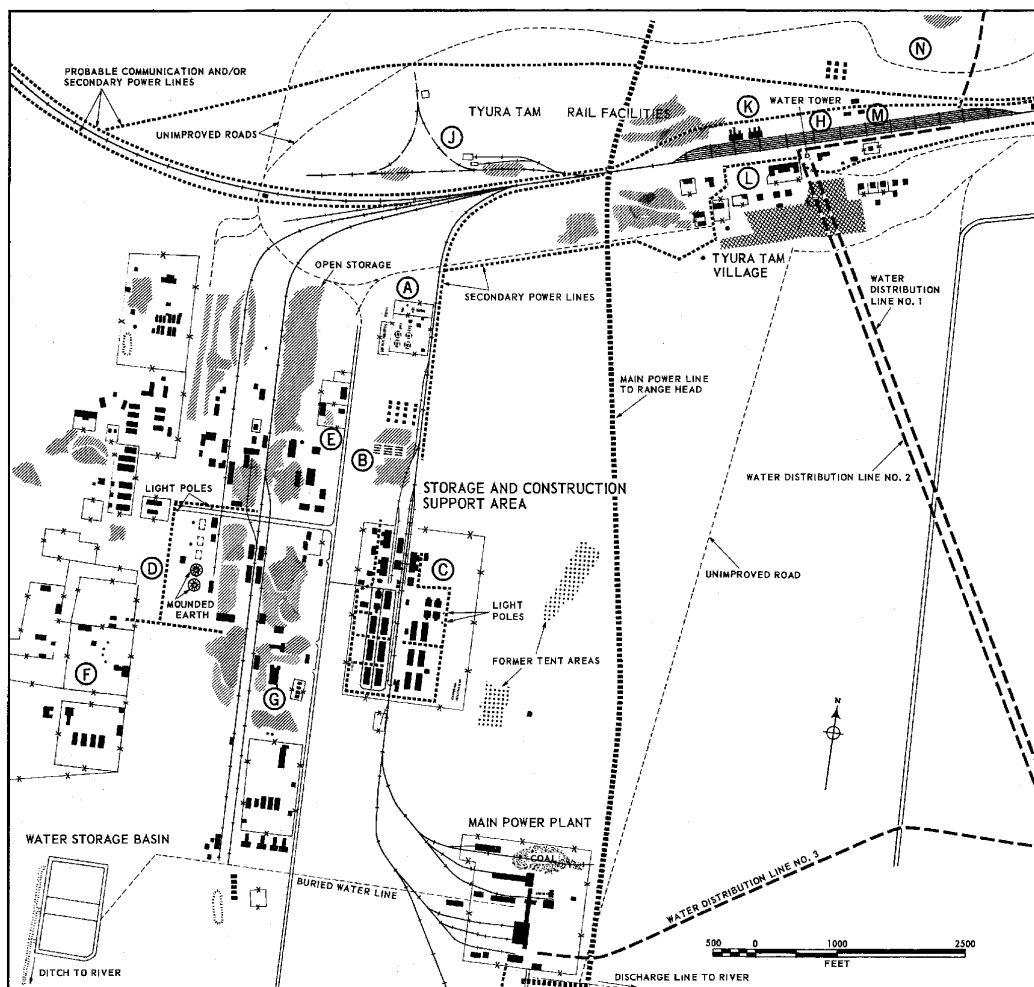 N
PROBABLE COMMUNICATION AND/OR
SECONDARY POWER LINES
UNIMPROVED ROADS
TYURA TAM RAIL FACILITIES
J
K
WATER TOWER
H
M
L
TYURA TAM
VILLAGE
OPEN STORAGE
A
SECONDARY POWER LINES
WATER
DISTRIBUTION
LINE NO. 1
MAIN POWER LINE
TO RANGE HEAD
E
B
WATER DISTRIBUTION LINE NO. 2
STORAGE AND CONSTRUCTION
SUPPORT AREA
LIGHT POLES
D
C
UNIMPROVED ROAD
MOUNDED
EARTH
LIGHT
POLES
FORMER TENT AREAS
F
G
N
MAIN POWER PLANT
WATER STORAGE BASIN
COAL
BURIED WATER LINE
WATER DISTRIBUTION LINE NO. 3
500 0 1000 2500
FEET
DITCH TO RIVER
DISCHARGE LINE TO RIVER